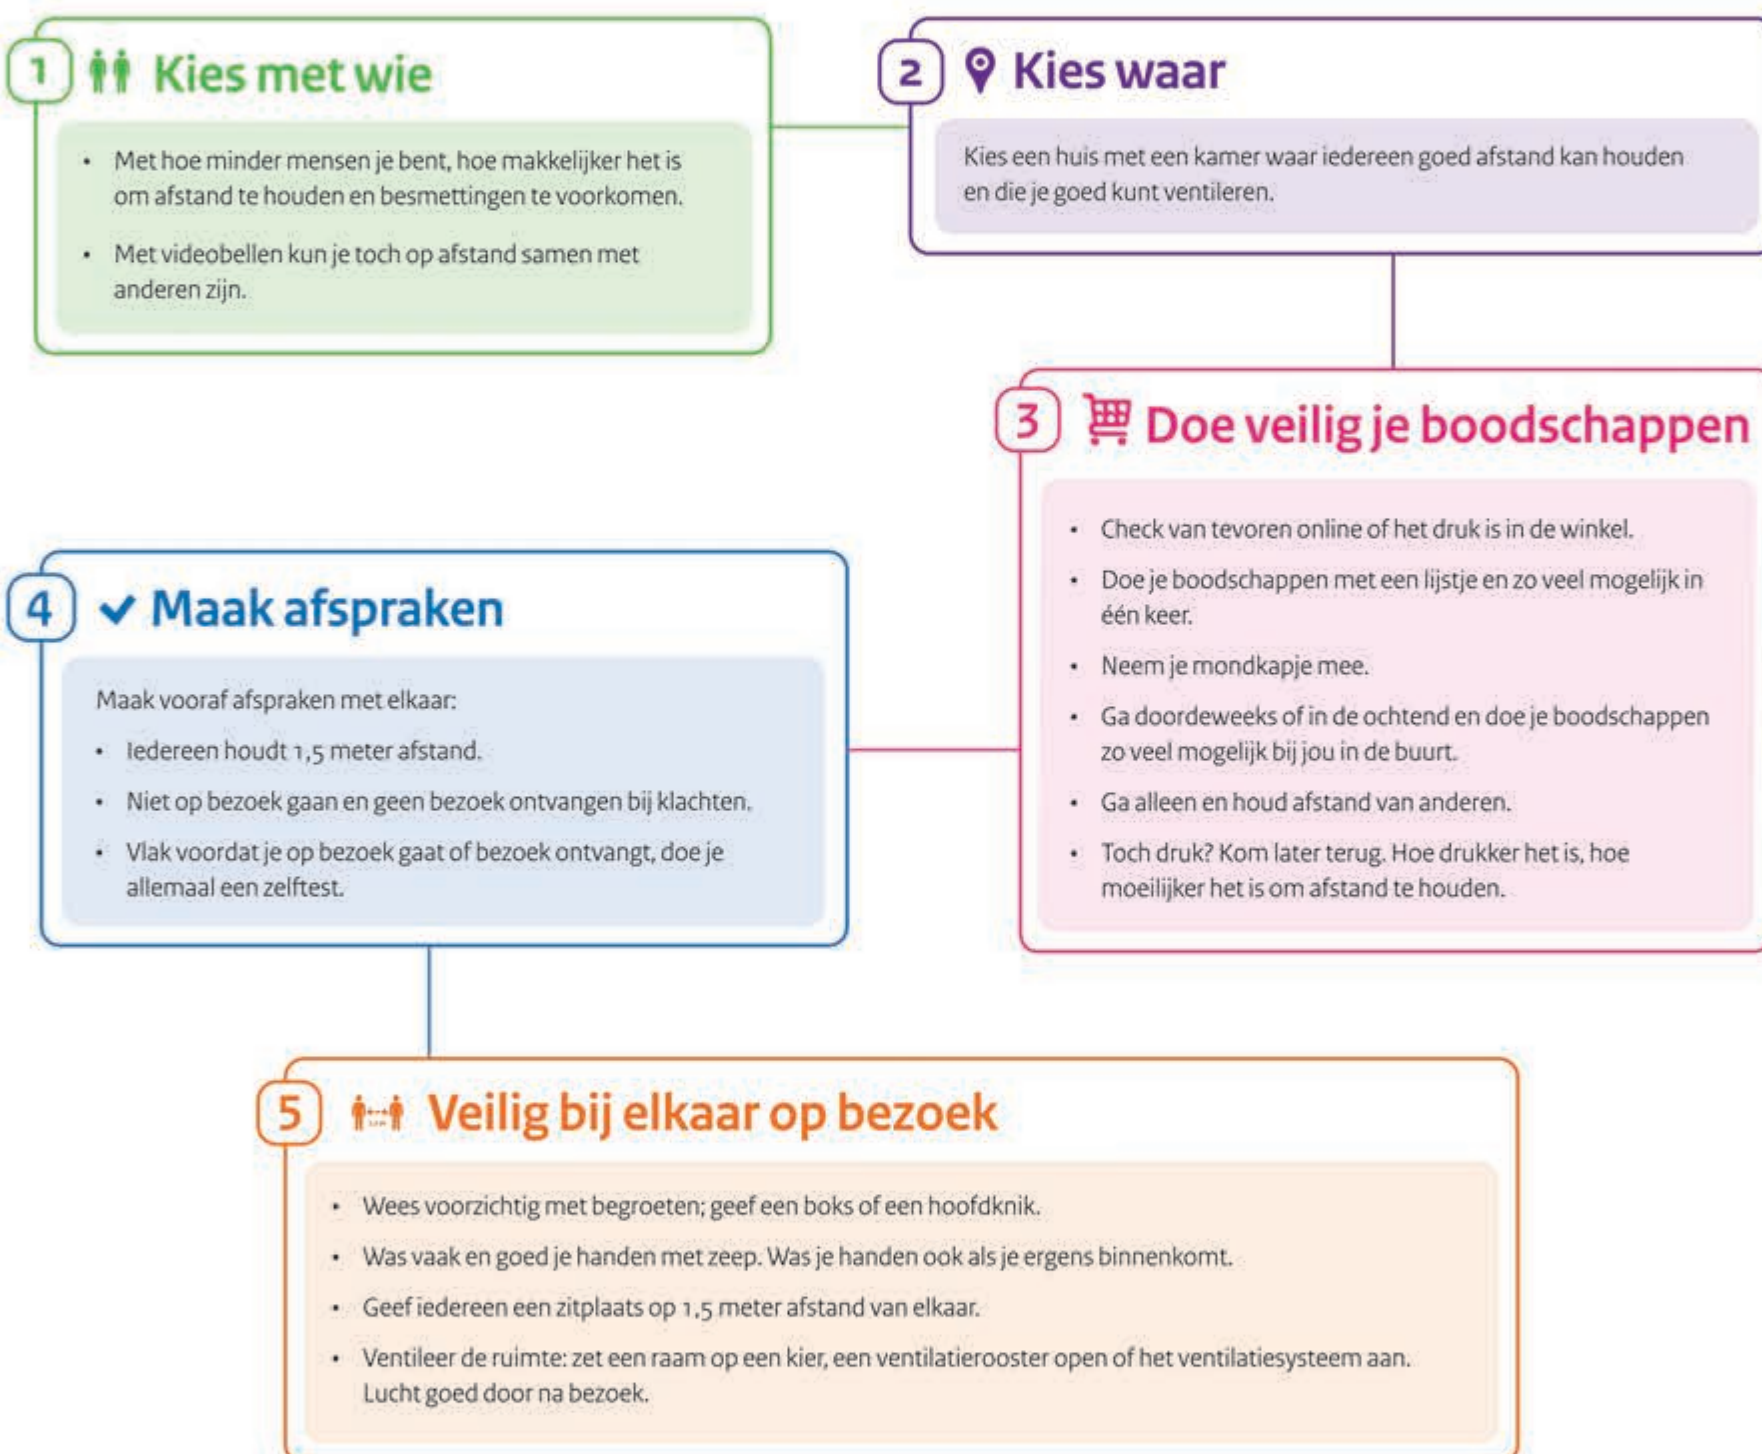 1 Kies met wie
• Met hoe minder mensen je bent, hoe makkelijker het is
om afstand te houden en besmettingen te voorkomen.
• Met videobellen kun je toch op afstand samen met
anderen zijn.
2 Kies waar
Kies een huis met een kamer waar iedereen goed afstand kan houden
en die je goed kunt ventileren.
3 Doe veilig je boodschappen
• Check van tevoren online of het druk is in de winkel.
• Doe je boodschappen met een lijstje en zo veel mogelijk in
één keer.
• Neem je mondkapje mee.
• Ga doordeweeks of in de ochtend en doe je boodschappen
zo veel mogelijk bij jou in de buurt.
• Ga alleen en houd afstand van anderen.
• Toch druk? Kom later terug. Hoe drukker het is, hoe
moeilijker het is om afstand te houden.
4 Maak afspraken
Maak vooraf afspraken met elkaar:
• Iedereen houdt 1,5 meter afstand.
• Niet op bezoek gaan en geen bezoek ontvangen bij klachten.
• Vlak voordat je op bezoek gaat of bezoek ontvangt, doe je
allemaal een zelftest.
5 Veilig bij elkaar op bezoek
• Wees voorzichtig met begroeten; geef een boks of een hoofdknik.
• Was vaak en goed je handen met zeep. Was je handen ook als je ergens binnenkomt.
• Geef iedereen een zitplaats op 1,5 meter afstand van elkaar.
• Ventileer de ruimte: zet een raam op een kier, een ventilatierooster open of het ventilatiesysteem aan.
Lucht goed door na bezoek.